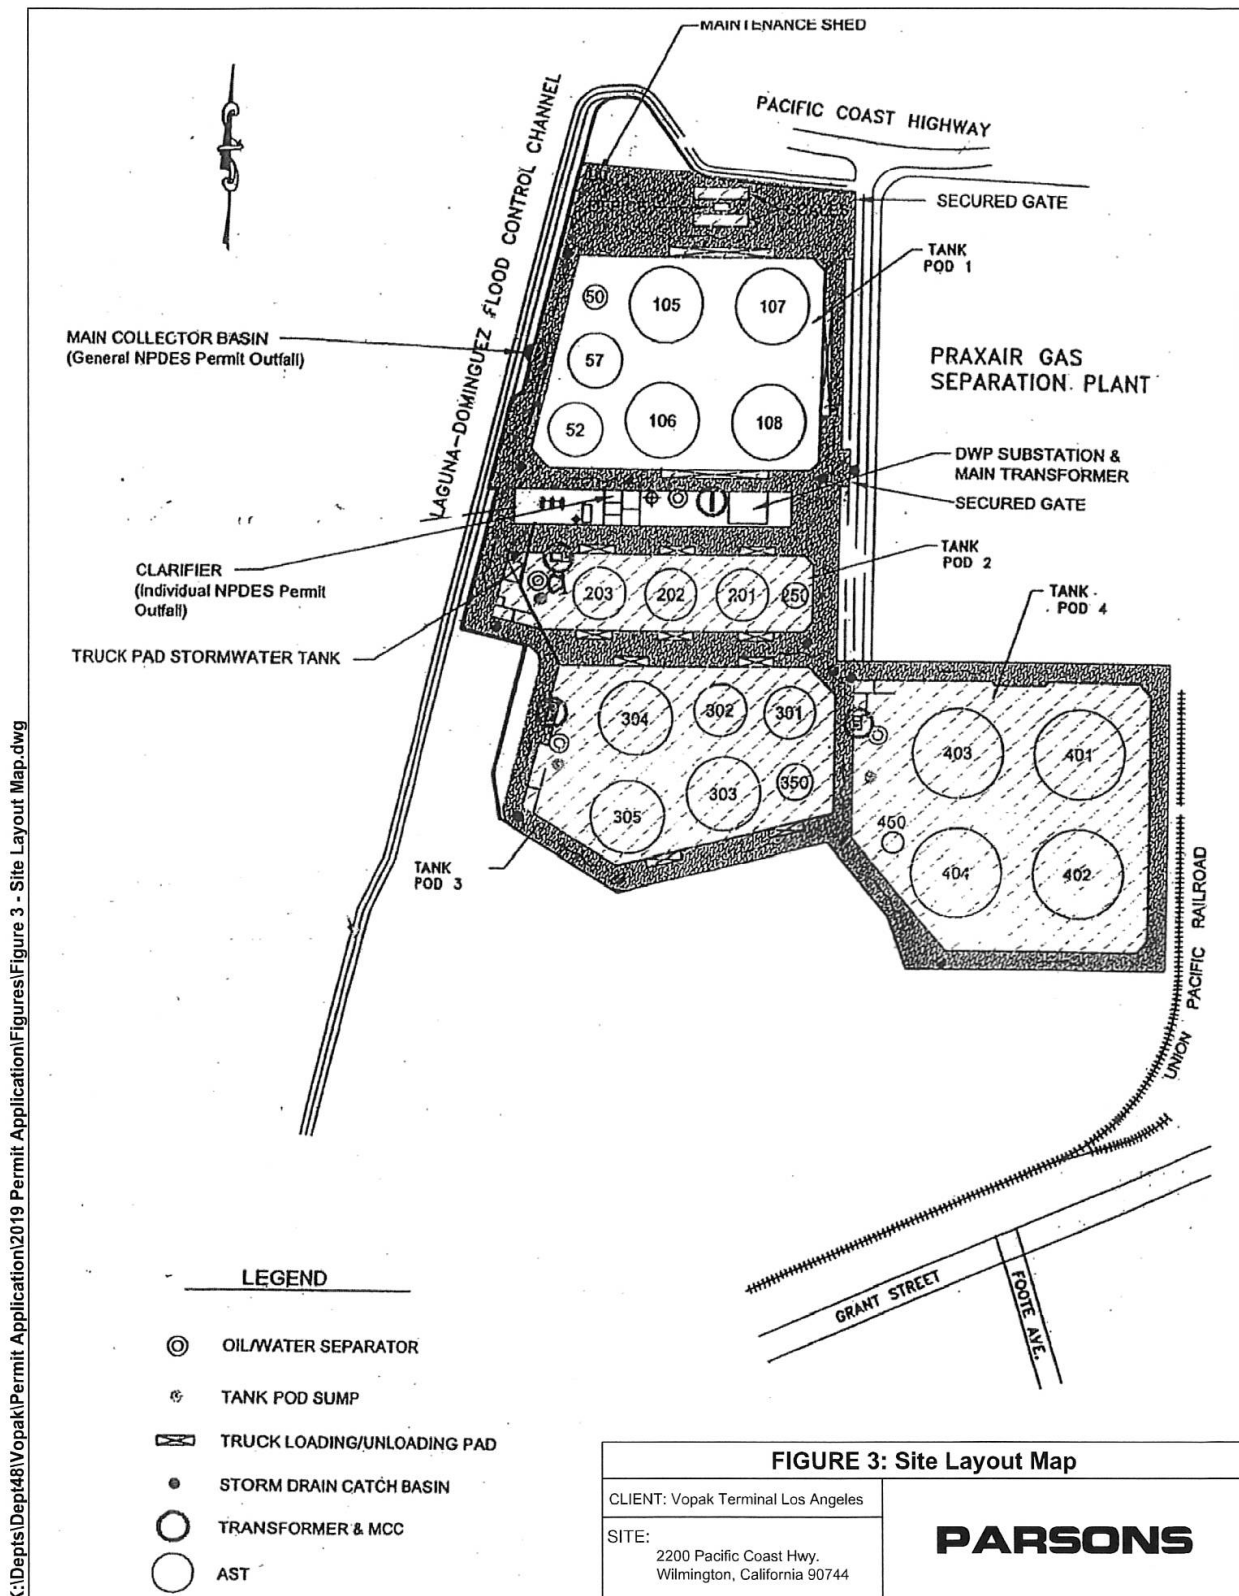 MAINTENANCE SHED
PACIFIC COAST HIGHWAY
LAGUNA-DOMINGUEZ FLOOD CONTROL CHANNEL
SECURED GATE
TANK
POD 1
MAIN COLLECTOR BASIN
(General NPDES Permit Outfall)
PRAXAIR GAS
SEPARATION PLANT
50
105
107
57
52
106
108
DWP SUBSTATION &
MAIN TRANSFORMER
SECURED GATE
CLARIFIER
(Individual NPDES Permit
Outfall)
TANK
POD 2
203
202
201
250
TANK
POD 4
TRUCK PAD STORMWATER TANK
304
302
301
303
350
305
403
401
450
404
402
TANK
POD 3
UNION PACIFIC RAILROAD
GRANT STREET
FOOTE AVE.
LEGEND
OIL/WATER SEPARATOR
TANK POD SUMP
TRUCK LOADING/UNLOADING PAD
STORM DRAIN CATCH BASIN
TRANSFORMER & MCC
AST
FIGURE 3: Site Layout Map
CLIENT: Vopak Terminal Los Angeles
SITE:
2200 Pacific Coast Hwy.
Wilmington, California 90744
PARSONS
K:\Depts\Dept48\Vopak\Permit Application\2019 Permit Application\Figures\Figure 3 - Site Layout Map.dwg